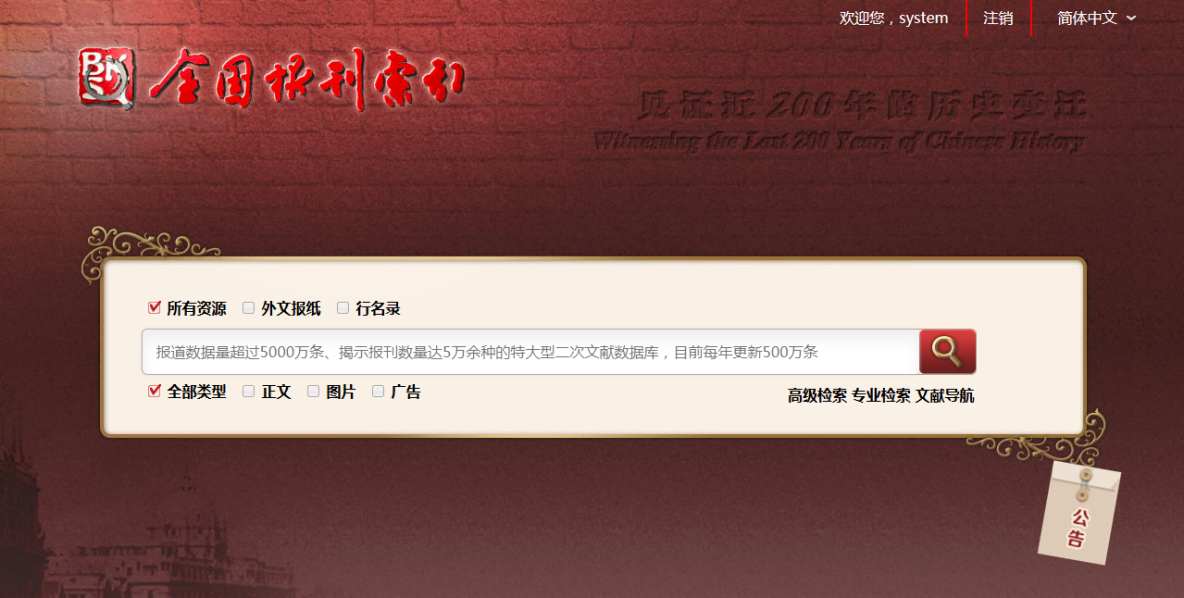 欢迎您，system 注销 简体中文
BKSY 全国报刊索引
见证近200年的历史变迁
Witnessing the Last 200 Years of Chinese History
所有资源 外文报纸 行名录
报道数据量超过5000万条、揭示报刊数量达5万余种的特大型二次文献数据库，目前每年更新500万条
全部类型 正文 图片 广告
高级检索 专业检索 文献导航
公告